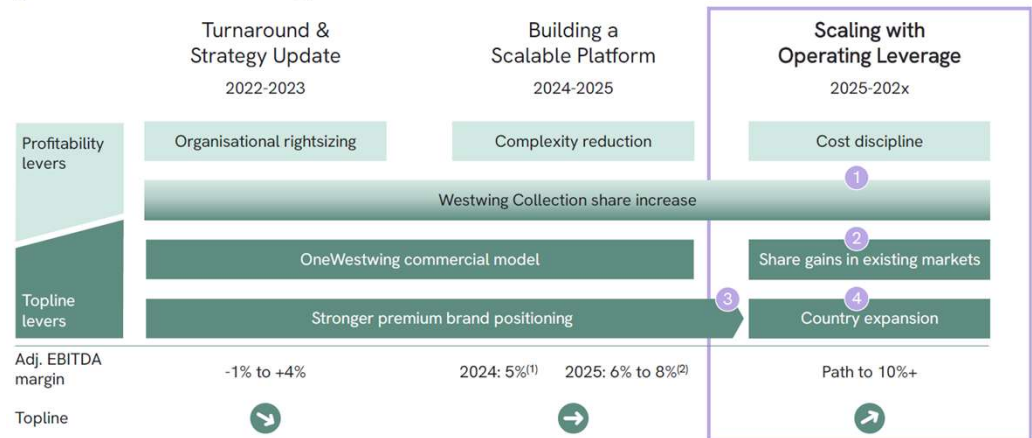 Turnaround &
Strategy Update
2022-2023
Building a
Scalable Platform
2024-2025
Scaling with
Operating Leverage
2025-202x
Profitability
levers
Organisational rightsizing
Complexity reduction
Cost discipline
1
Westwing Collection share increase
2
OneWestwing commercial model
Share gains in existing markets
Topline
levers
3
4
Stronger premium brand positioning
Country expansion
Adj. EBITDA
margin
-1% to +4%
2024: 5%(1)
2025: 6% to 8%(2)
Path to 10%+
Topline